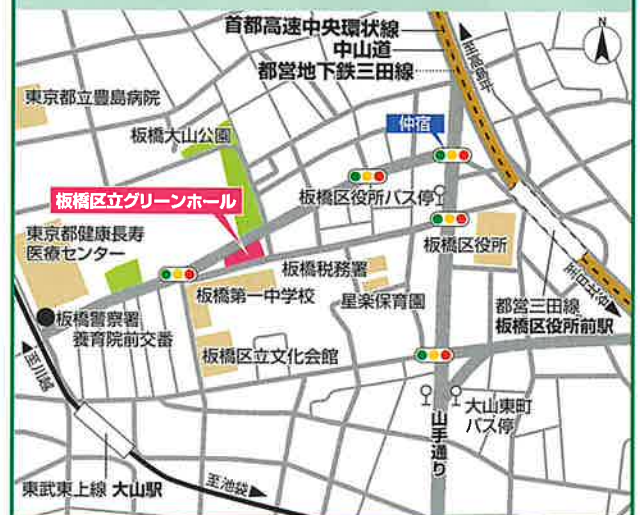 首都高速中央環状線
中山道
都営地下鉄三田線
N
至高島平
東京都立豊島病院
板橋大山公園
仲宿
板橋区役所バス停
板橋区立グリーンホール
東京都健康長寿
医療センター
板橋区役所
板橋税務署
板橋第一中学校
星楽保育園
至巣鴨
都営三田線
板橋区役所前駅
板橋警察署
養育院前交番
板橋区立文化会館
至川越
大山東町
バス停
山手通り
東武東上線 大山駅
至池袋